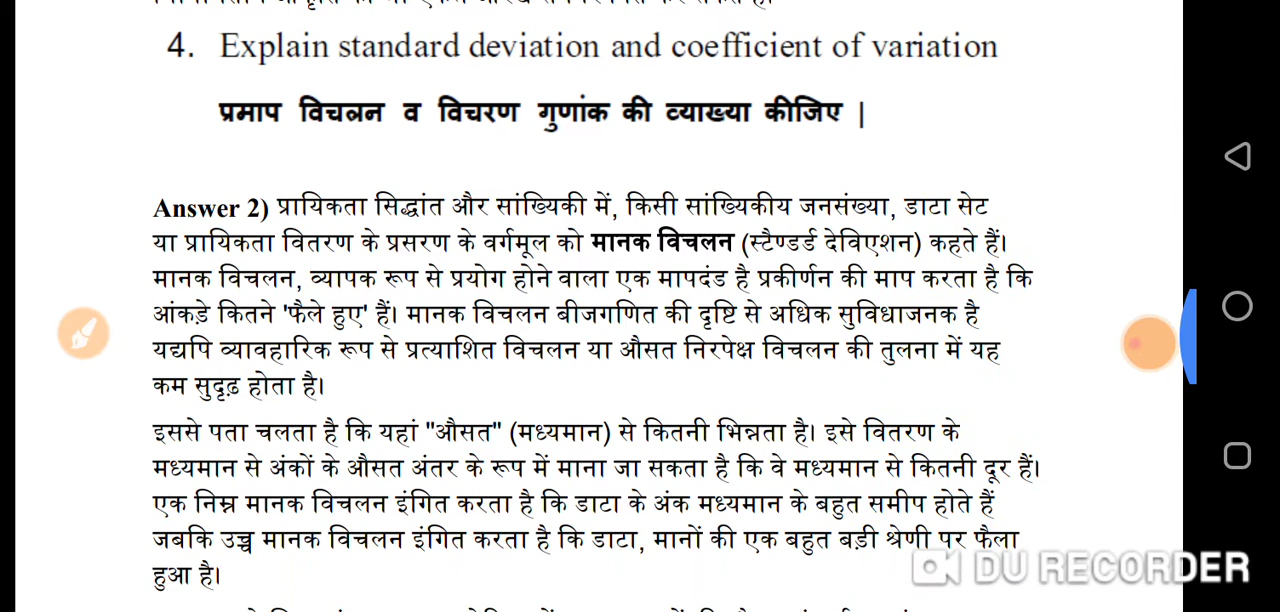 4. Explain standard deviation and coefficient of variation
प्रमाप विचलन व विचरण गुणांक की व्याख्या कीजिए |
Answer 2) प्रायिकता सिद्धांत और सांख्यिकी में, किसी सांख्यिकीय जनसंख्या, डाटा सेट
या प्रायिकता वितरण के प्रसरण के वर्गमूल को मानक विचलन (स्टैण्डर्ड देविएशन) कहते हैं।
मानक विचलन, व्यापक रूप से प्रयोग होने वाला एक मापदंड है प्रकीर्णन की माप करता है कि
आंकड़े कितने 'फैले हुए' हैं। मानक विचलन बीजगणित की दृष्टि से अधिक सुविधाजनक है
यद्यपि व्यावहारिक रूप से प्रत्याशित विचलन या औसत निरपेक्ष विचलन की तुलना में यह
कम सुदृढ़ होता है।
इससे पता चलता है कि यहां "औसत" (मध्यमान) से कितनी भिन्नता है। इसे वितरण के
मध्यमान से अंकों के औसत अंतर के रूप में माना जा सकता है कि वे मध्यमान से कितनी दूर हैं।
एक निम्न मानक विचलन इंगित करता है कि डाटा के अंक मध्यमान के बहुत समीप होते हैं
जबकि उच्च मानक विचलन इंगित करता है कि डाटा, मानों की एक बहुत बड़ी श्रेणी पर फैला
हुआ है।
DU RECORDER